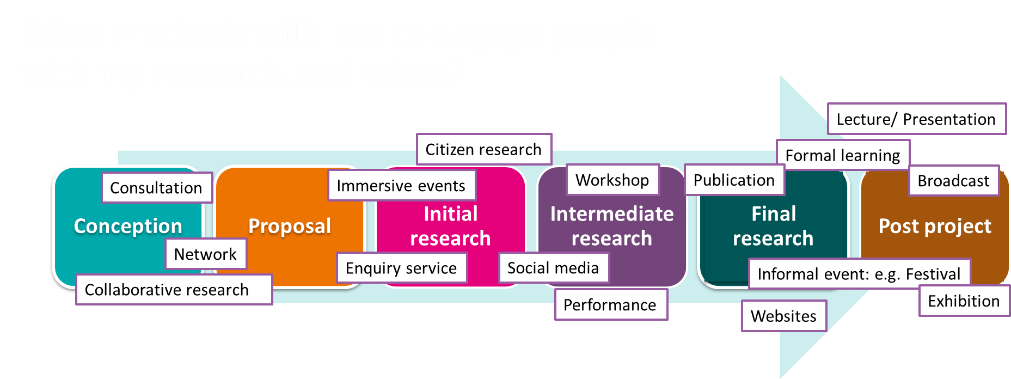 Lecture/ Presentation
Citizen research
Formal learning
Consultation
Immersive events
Workshop
Publication
Broadcast
Conception
Proposal
Initial
research
Intermediate
research
Final
research
Post project
Network
Enquiry service
Social media
Informal event: e.g. Festival
Collaborative research
Performance
Exhibition
Websites